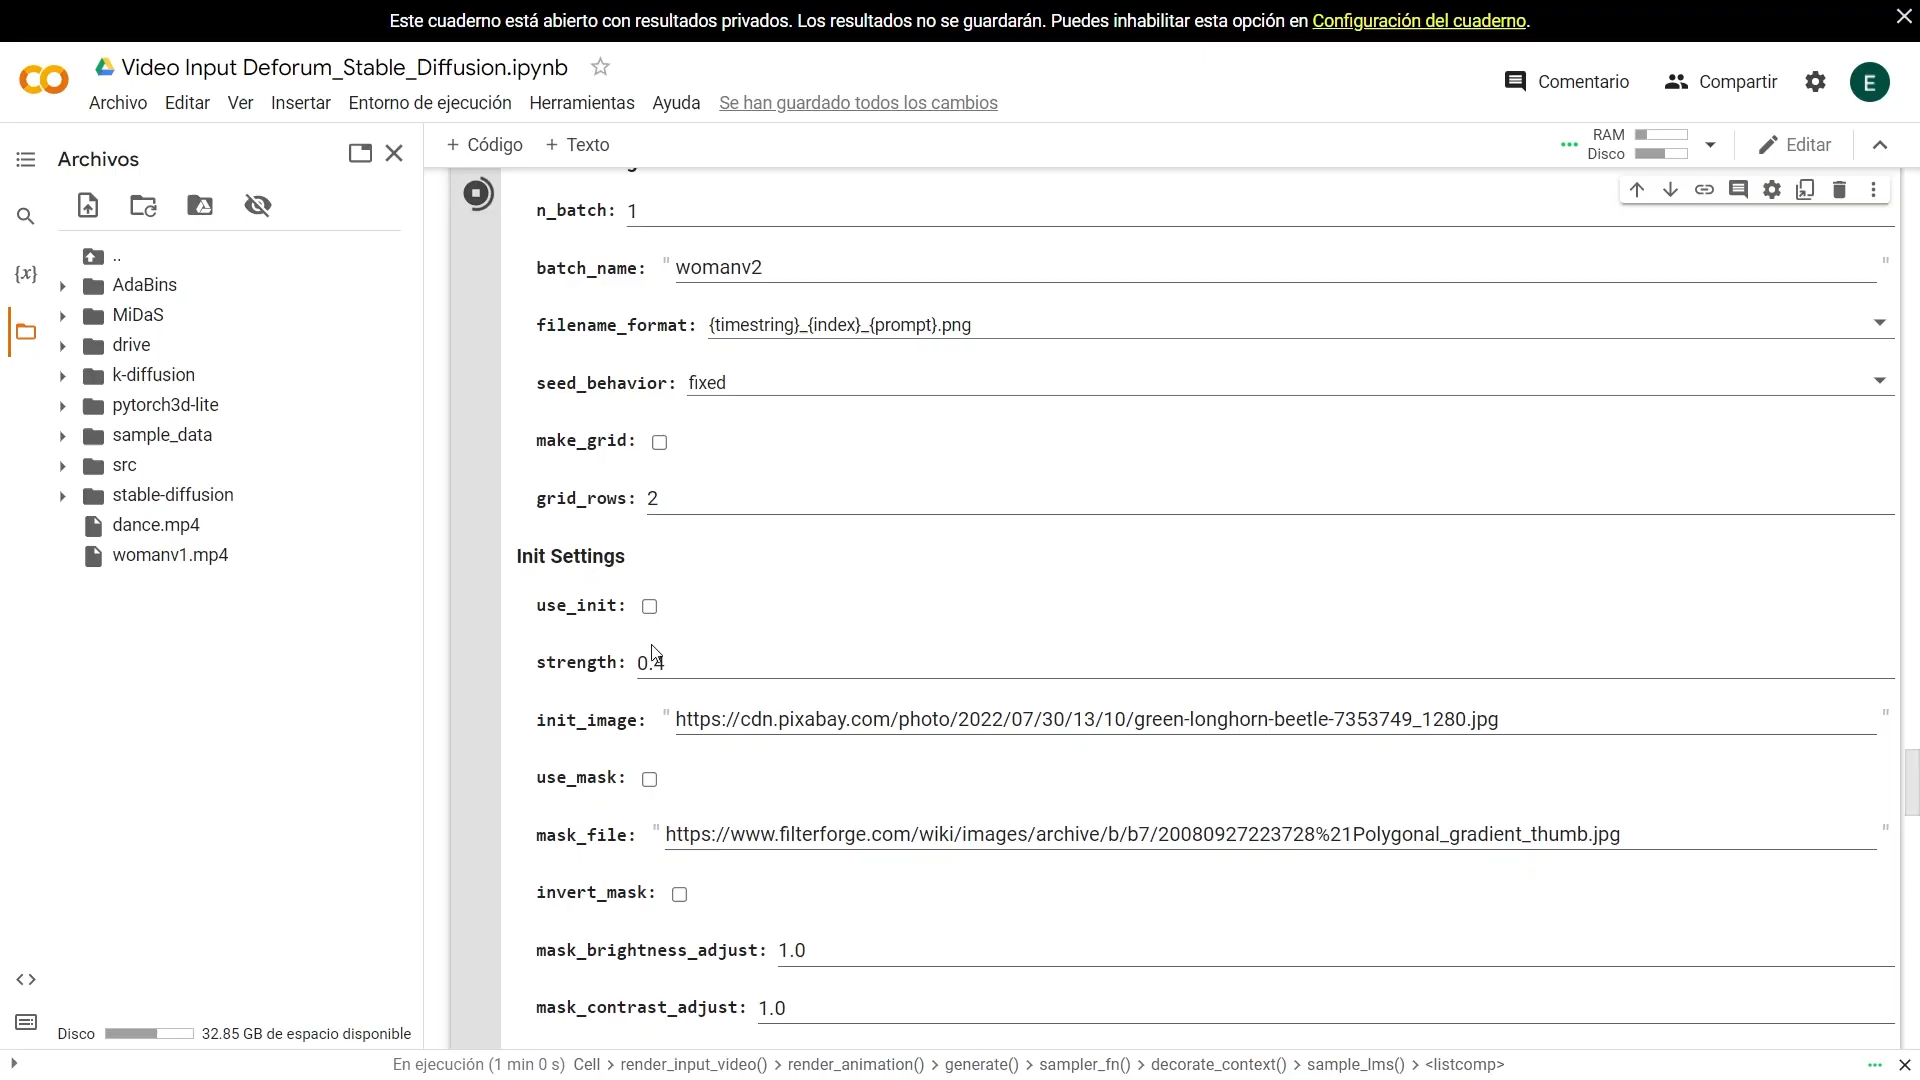 Este cuaderno está abierto con resultados privados. Los resultados no se guardarán. Puedes inhabilitar esta opción en Configuración del cuaderno.
Video Input Deforum_Stable_Diffusion.ipynb
Archivo Editar Ver Insertar Entorno de ejecución Herramientas Ayuda Se han guardado todos los cambios
Comentario
Compartir
E
Archivos
+ Código + Texto
RAM
Disco
Editar
{x}
..
AdaBins
MiDaS
drive
k-diffusion
pytorch3d-lite
sample_data
src
stable-diffusion
dance.mp4
womanv1.mp4
Disco 32.85 GB de espacio disponible
n_batch: 1
batch_name: " womanv2 "
filename_format: {timestring}_{index}_{prompt}.png
seed_behavior: fixed
make_grid:
grid_rows: 2
Init Settings
use_init:
strength: 0.4
init_image: " https://cdn.pixabay.com/photo/2022/07/30/13/10/green-longhorn-beetle-7353749_1280.jpg "
use_mask:
mask_file: " https://www.filterforge.com/wiki/images/archive/b/b7/20080927223728%21Polygonal_gradient_thumb.jpg "
invert_mask:
mask_brightness_adjust: 1.0
mask_contrast_adjust: 1.0
En ejecución (1 min 0 s) Cell > render_input_video() > render_animation() > generate() > sampler_fn() > decorate_context() > sample_lms() > <listcomp>